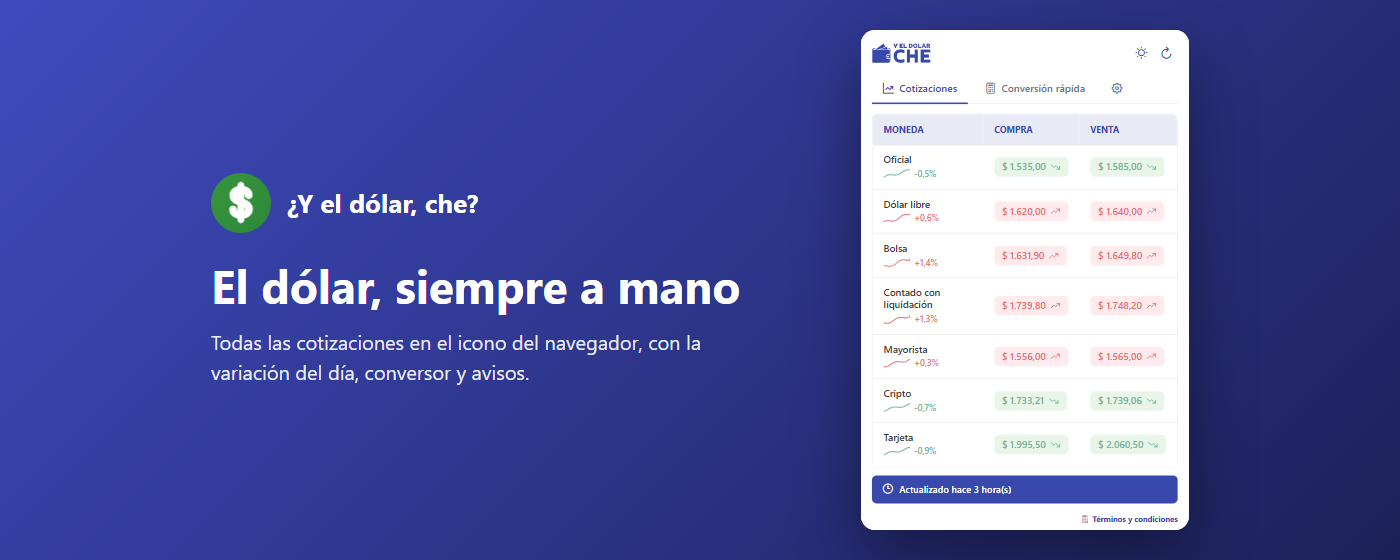 ¿Y el dólar, che?
El dólar, siempre a mano
Todas las cotizaciones en el icono del navegador, con la
variación del día, conversor y avisos.
Y EL DOLAR
CHE
Cotizaciones
Conversión rápida
MONEDA COMPRA VENTA
Oficial
-0,5%
$ 1.535,00 $ 1.585,00
Dólar libre
+0,6%
$ 1.620,00 $ 1.640,00
Bolsa
+1,4%
$ 1.631,90 $ 1.649,80
Contado con
liquidación
+1,3%
$ 1.739,80 $ 1.748,20
Mayorista
+0,3%
$ 1.556,00 $ 1.565,00
Cripto
-0,7%
$ 1.733,21 $ 1.739,06
Tarjeta
-0,9%
$ 1.995,50 $ 2.060,50
Actualizado hace 3 hora(s)
Términos y condiciones